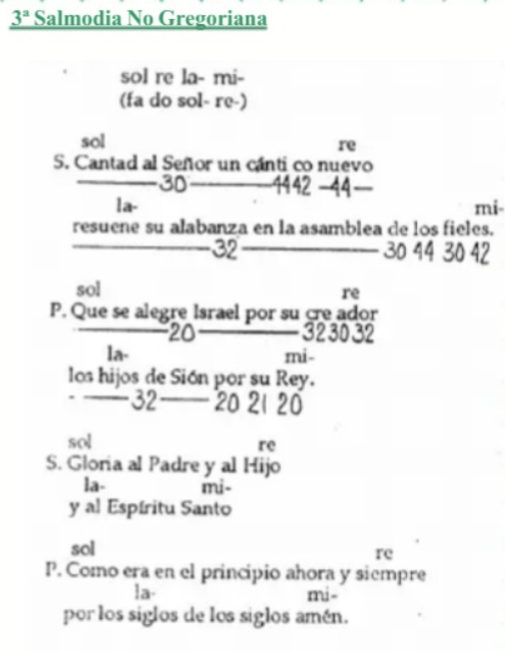 3ª Salmodia No Gregoriana
sol re la- mi-
(fa do sol- re-)
sol re
S. Cantad al Señor un cánti co nuevo
30 4442 44
la- mi-
resuene su alabanza en la asamblea de los fieles.
32 30 44 30 42
sol re
P. Que se alegre Israel por su cre ador
20 323032
la- mi-
los hijos de Sión por su Rey.
32 20 21 20
sol re
S. Gloria al Padre y al Hijo
la- mi-
y al Espíritu Santo
sol re
P. Como era en el principio ahora y siempre
la- mi-
por los siglos de los siglos amén.